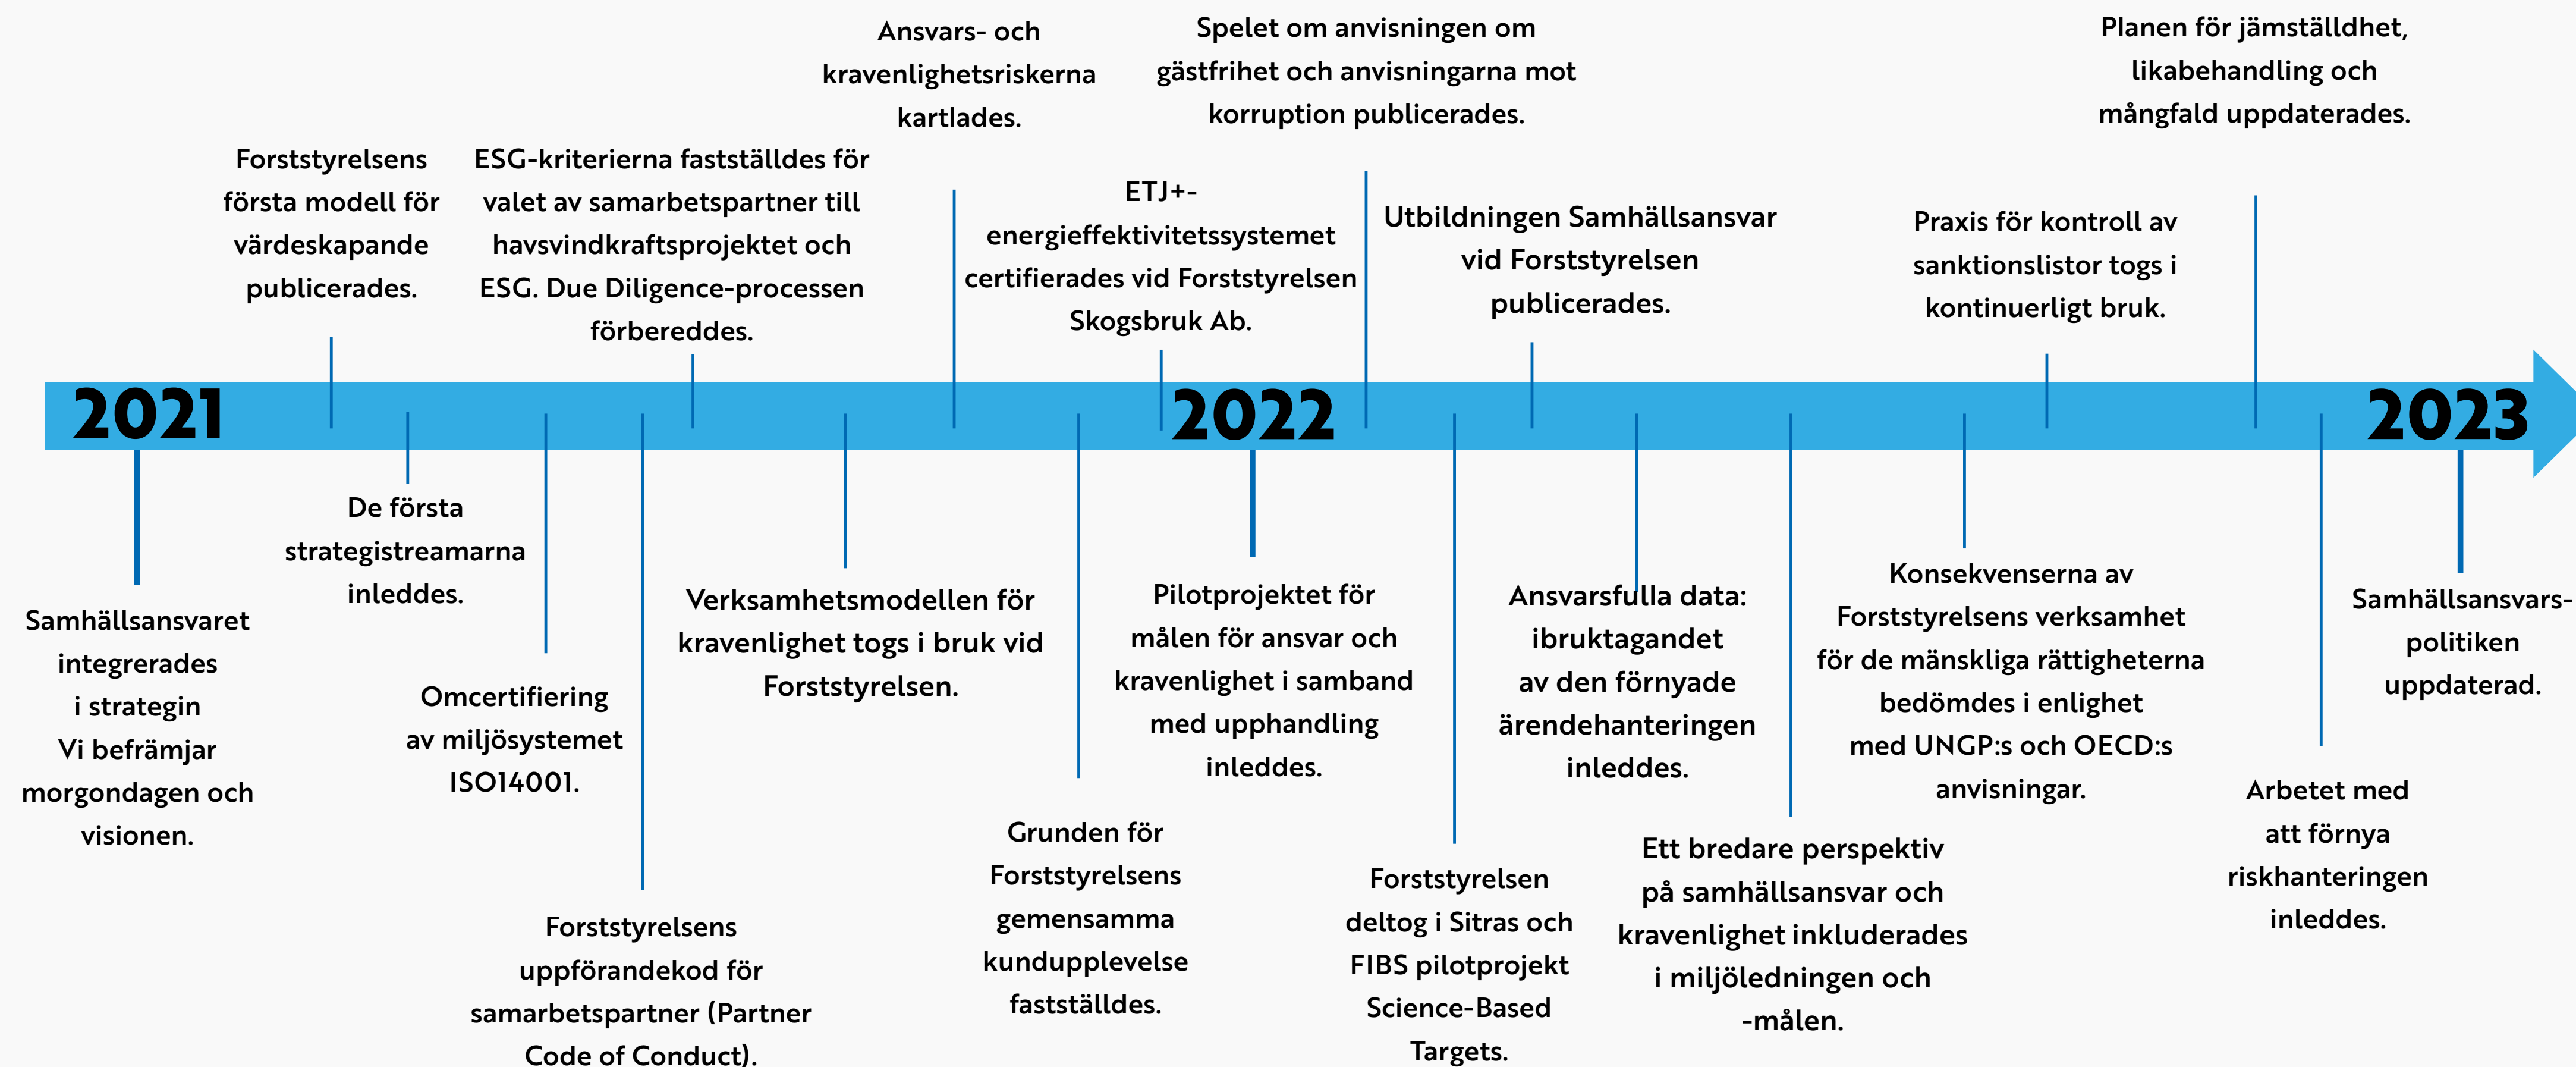 Ansvars- och
kravenlighetsriskerna
kartlades.
Spelet om anvisningen om
gästfrihet och anvisningarna mot
korruption publicerades.
Planen för jämställdhet,
likabehandling och
mångfald uppdaterades.
Forststyrelsens
första modell för
värdeskapande
publicerades.
ESG-kriterierna fastställdes för
valet av samarbetspartner till
havsvindkraftsprojektet och
ESG. Due Diligence-processen
förbereddes.
ETJ+-
energieffektivitetssystemet
certifierades vid Forststyrelsen
Skogsbruk Ab.
Utbildningen Samhällsansvar
vid Forststyrelsen
publicerades.
Praxis för kontroll av
sanktionslistor togs i
kontinuerligt bruk.
2021
2022
2023
Samhällsansvaret
integrerades
i strategin
Vi befrämjar
morgondagen och
visionen.
De första
strategistreamarna
inleddes.
Omcertifiering
av miljösystemet
ISO14001.
Forststyrelsens
uppförandekod för
samarbetspartner (Partner
Code of Conduct).
Verksamhetsmodellen för
kravenlighet togs i bruk vid
Forststyrelsen.
Grunden för
Forststyrelsens
gemensamma
kundupplevelse
fastställdes.
Pilotprojektet för
målen för ansvar och
kravenlighet i samband
med upphandling
inleddes.
Forststyrelsen
deltog i Sitras och
FIBS pilotprojekt
Science-Based
Targets.
Ansvarsfulla data:
ibruktagandet
av den förnyade
ärendehanteringen
inleddes.
Ett bredare perspektiv
på samhällsansvar och
kravenlighet inkluderades
i miljöledningen och
-målen.
Konsekvenserna av
Forststyrelsens verksamhet
för de mänskliga rättigheterna
bedömdes i enlighet
med UNGP:s och OECD:s
anvisningar.
Arbetet med
att förnya
riskhanteringen
inleddes.
Samhällsansvars-
politiken
uppdaterad.